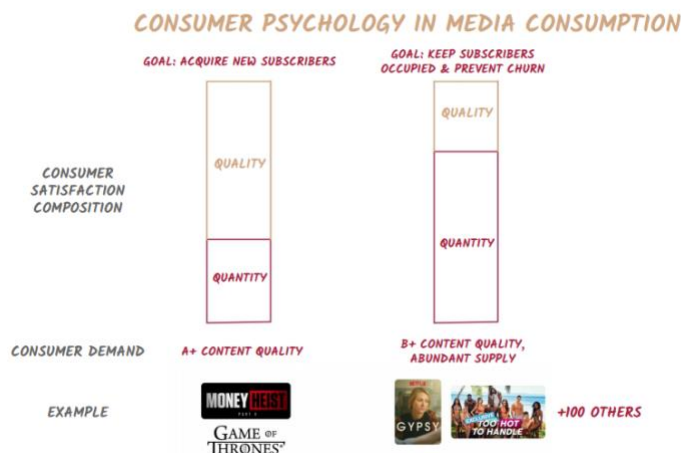 CONSUMER PSYCHOLOGY IN MEDIA CONSUMPTION
GOAL: ACQUIRE NEW SUBSCRIBERS
GOAL: KEEP SUBSCRIBERS
OCCUPIED & PREVENT CHURN
CONSUMER
SATISFACTION
COMPOSITION
QUALITY
QUANTITY
QUALITY
QUANTITY
CONSUMER DEMAND
A+ CONTENT QUALITY
B+ CONTENT QUALITY,
ABUNDANT SUPPLY
EXAMPLE
MONEY HEIST
GAME OF
THRONES
NETFLIX
GYPSY
EXCLUSIVE
TOO HOT
TO HANDLE
+100 OTHERS